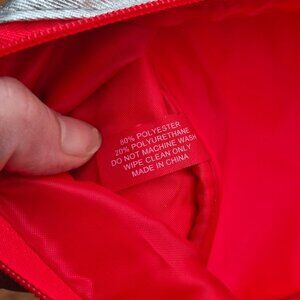 80% POLYESTER
20% POLYURETHANE
DO NOT MACHINE WASH
WIPE CLEAN ONLY
MADE IN CHINA